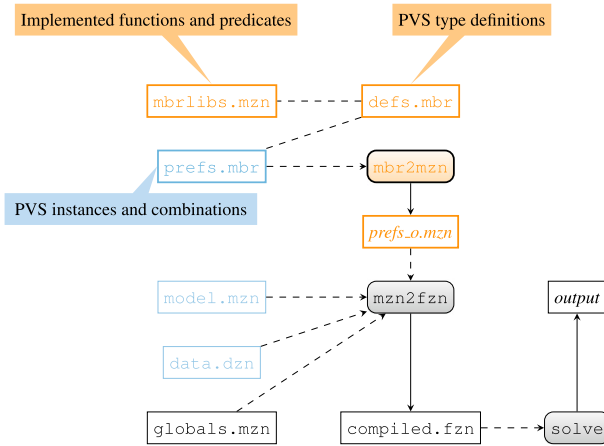 Implemented functions and predicates
PVS type definitions
mbrlibs.mzn
defs.mbr
prefs.mbr
mbr2mzn
PVS instances and combinations
prefs_o.mzn
model.mzn
mzn2fzn
output
data.dzn
globals.mzn
compiled.fzn
solve